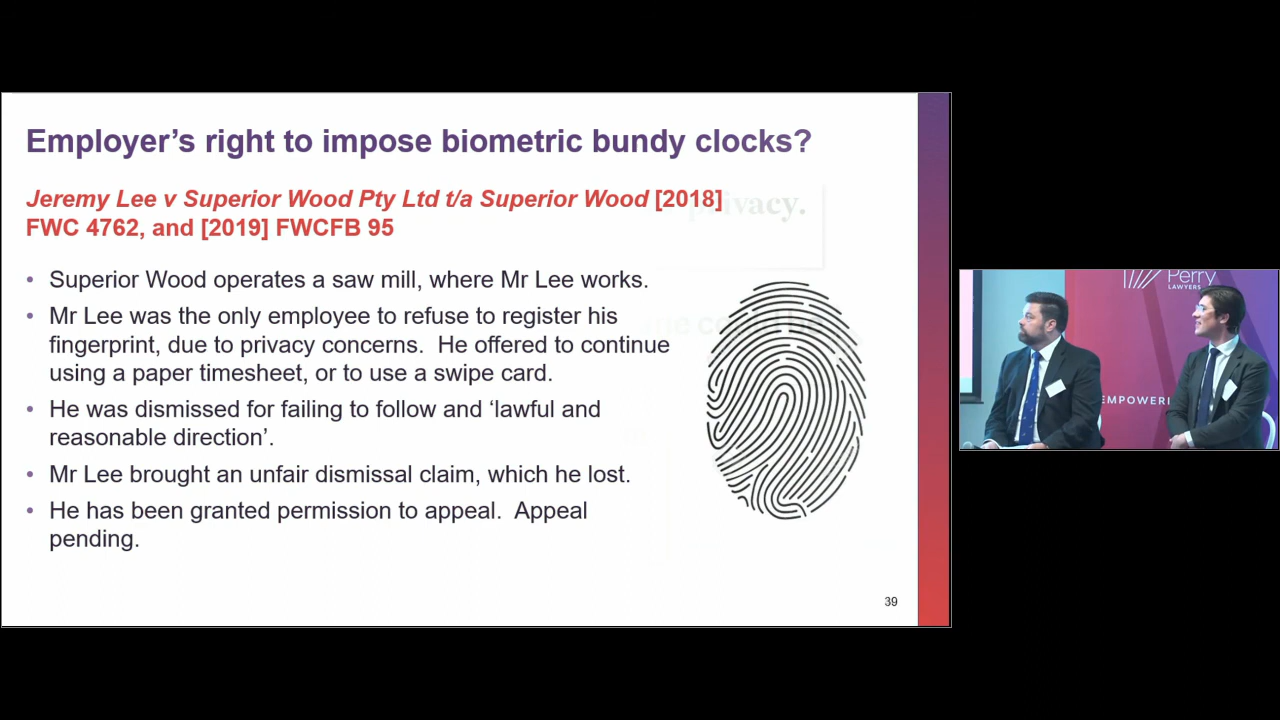 Employer’s right to impose biometric bundy clocks?
Jeremy Lee v Superior Wood Pty Ltd t/a Superior Wood [2018]
FWC 4762, and [2019] FWCFB 95
• Superior Wood operates a saw mill, where Mr Lee works.
• Mr Lee was the only employee to refuse to register his
fingerprint, due to privacy concerns.  He offered to continue
using a paper timesheet, or to use a swipe card.
• He was dismissed for failing to follow and ‘lawful and
reasonable direction’.
• Mr Lee brought an unfair dismissal claim, which he lost.
• He has been granted permission to appeal.  Appeal
pending.
39
privacy.
Perry
LAWYERS